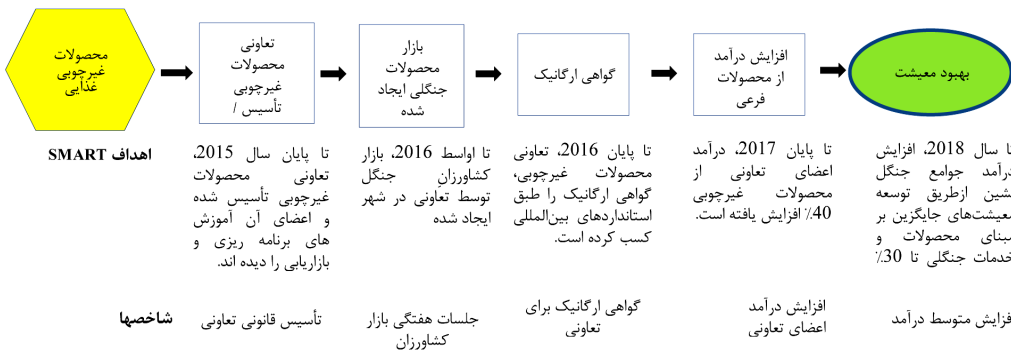 محصولات
غیرچوبی
غذایی
تعاونی
محصولات
غیرچوبی
تأسیس /
بازار
محصولات
جنگلی ایجاد
شده
گواهی ارگانیک
افزایش درآمد
از محصولات
فرعی
بهبود معیشت
اهداف SMART
تا پایان سال 2015،
تعاونی محصولات
غیرچوبی تأسیس شده
و اعضای آن آموزش
های برنامه ریزی و
بازاریابی را دیده اند.
تا اواسط 2016، بازار
کشاورزان جنگل
توسط تعاونی در شهر
ایجاد شده
تا پایان 2016، تعاونی
محصولات غیرچوبی،
گواهی ارگانیک را طبق
استانداردهای بین‌المللی
کسب کرده است.
تا پایان 2017، درآمد
اعضای تعاونی از
محصولات غیرچوبی
40٪ افزایش یافته است.
تا سال 2018، افزایش
درآمد جوامع جنگل
نشین ازطریق توسعه
معیشت‌های جایگزین بر
مبنای محصولات و
خدمات جنگلی تا 30٪
شاخصها
تأسیس قانونی تعاونی
جلسات هفتگی بازار
کشاورزان
گواهی ارگانیک برای
تعاونی
افزایش درآمد
اعضای تعاونی
افزایش متوسط درآمد